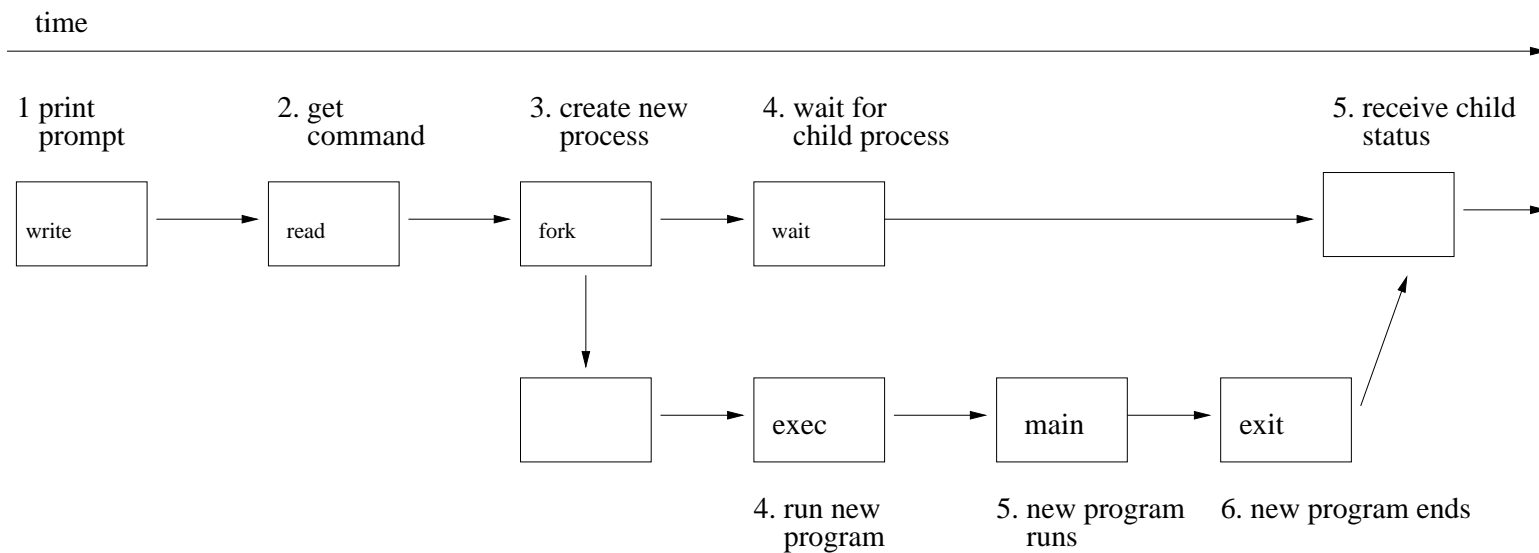 time
1 print
prompt
2. get
command
3. create new
process
4. wait for
child process
5. receive child
status
write
read
fork
wait
exec
main
exit
4. run new
program
5. new program
runs
6. new program ends